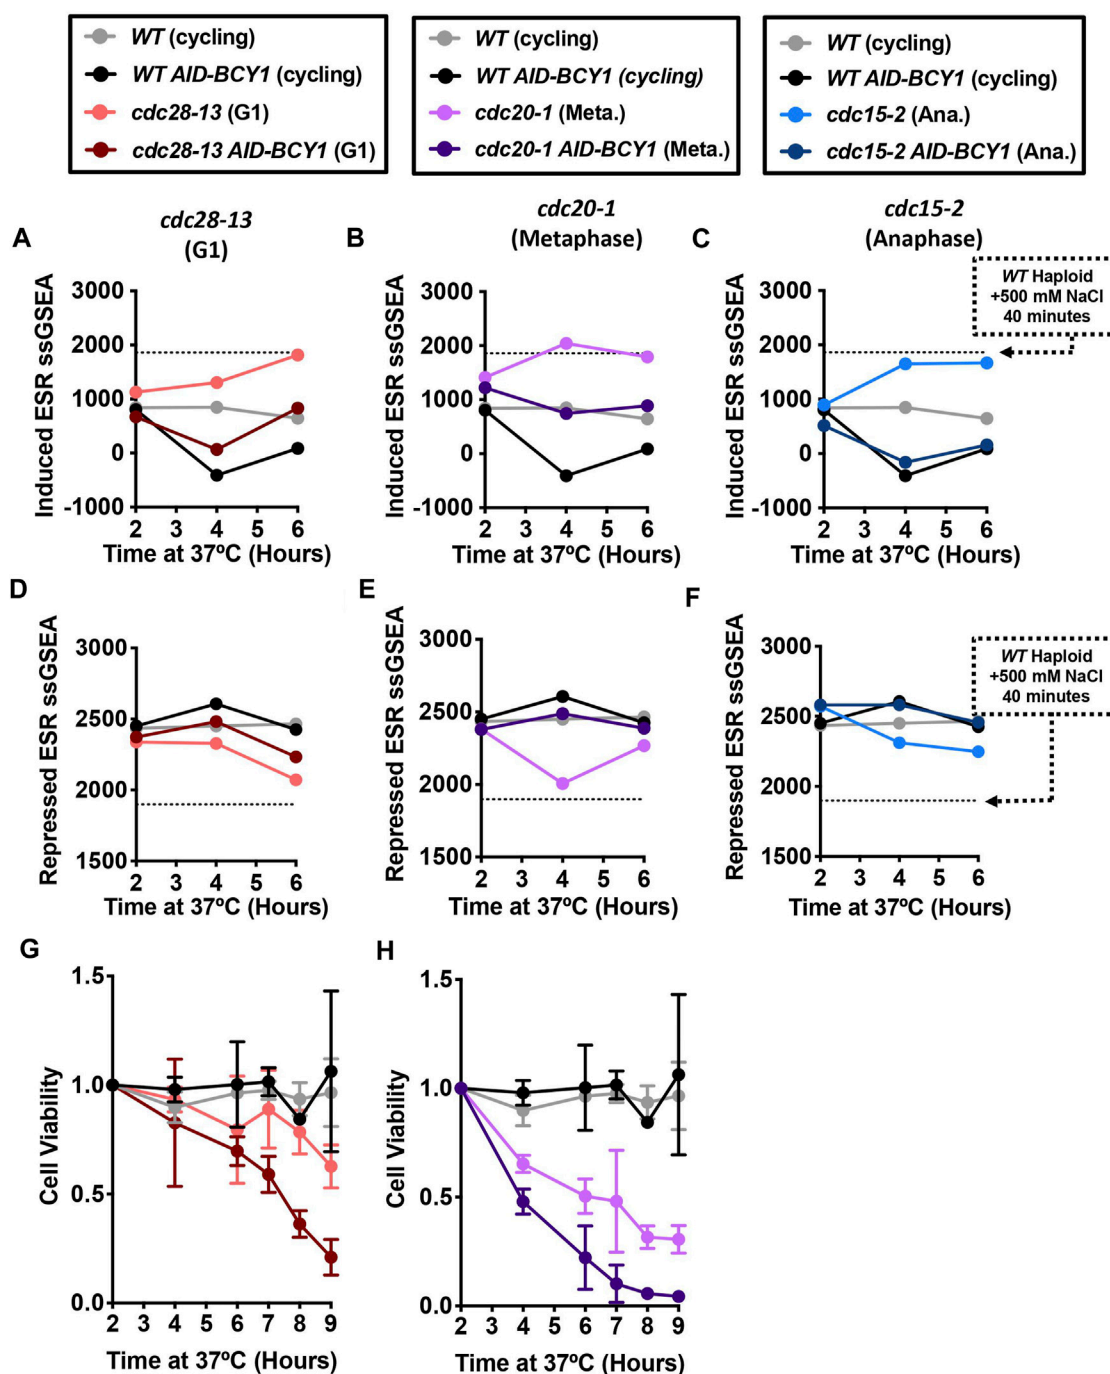 WT (cycling)
WT AID-BCY1 (cycling)
cdc28-13 (G1)
cdc28-13 AID-BCY1 (G1)
WT (cycling)
WT AID-BCY1 (cycling)
cdc20-1 (Meta.)
cdc20-1 AID-BCY1 (Meta.)
WT (cycling)
WT AID-BCY1 (cycling)
cdc15-2 (Ana.)
cdc15-2 AID-BCY1 (Ana.)
A
cdc28-13
(G1)
Induced ESR ssGSEA
3000
2000
1000
0
-1000
2 3 4 5 6
Time at 37ºC (Hours)
B
cdc20-1
(Metaphase)
Induced ESR ssGSEA
3000
2000
1000
0
-1000
2 3 4 5 6
Time at 37ºC (Hours)
C
cdc15-2
(Anaphase)
WT Haploid
+500 mM NaCl
40 minutes
Induced ESR ssGSEA
3000
2000
1000
0
-1000
2 3 4 5 6
Time at 37ºC (Hours)
D
Repressed ESR ssGSEA
3000
2500
2000
1500
2 3 4 5 6
Time at 37ºC (Hours)
E
Repressed ESR ssGSEA
3000
2500
2000
1500
2 3 4 5 6
Time at 37ºC (Hours)
F
WT Haploid
+500 mM NaCl
40 minutes
Repressed ESR ssGSEA
3000
2500
2000
1500
2 3 4 5 6
Time at 37ºC (Hours)
G
Cell Viability
1.5
1.0
0.5
0.0
2 3 4 5 6 7 8 9
Time at 37ºC (Hours)
H
Cell Viability
1.5
1.0
0.5
0.0
2 3 4 5 6 7 8 9
Time at 37ºC (Hours)